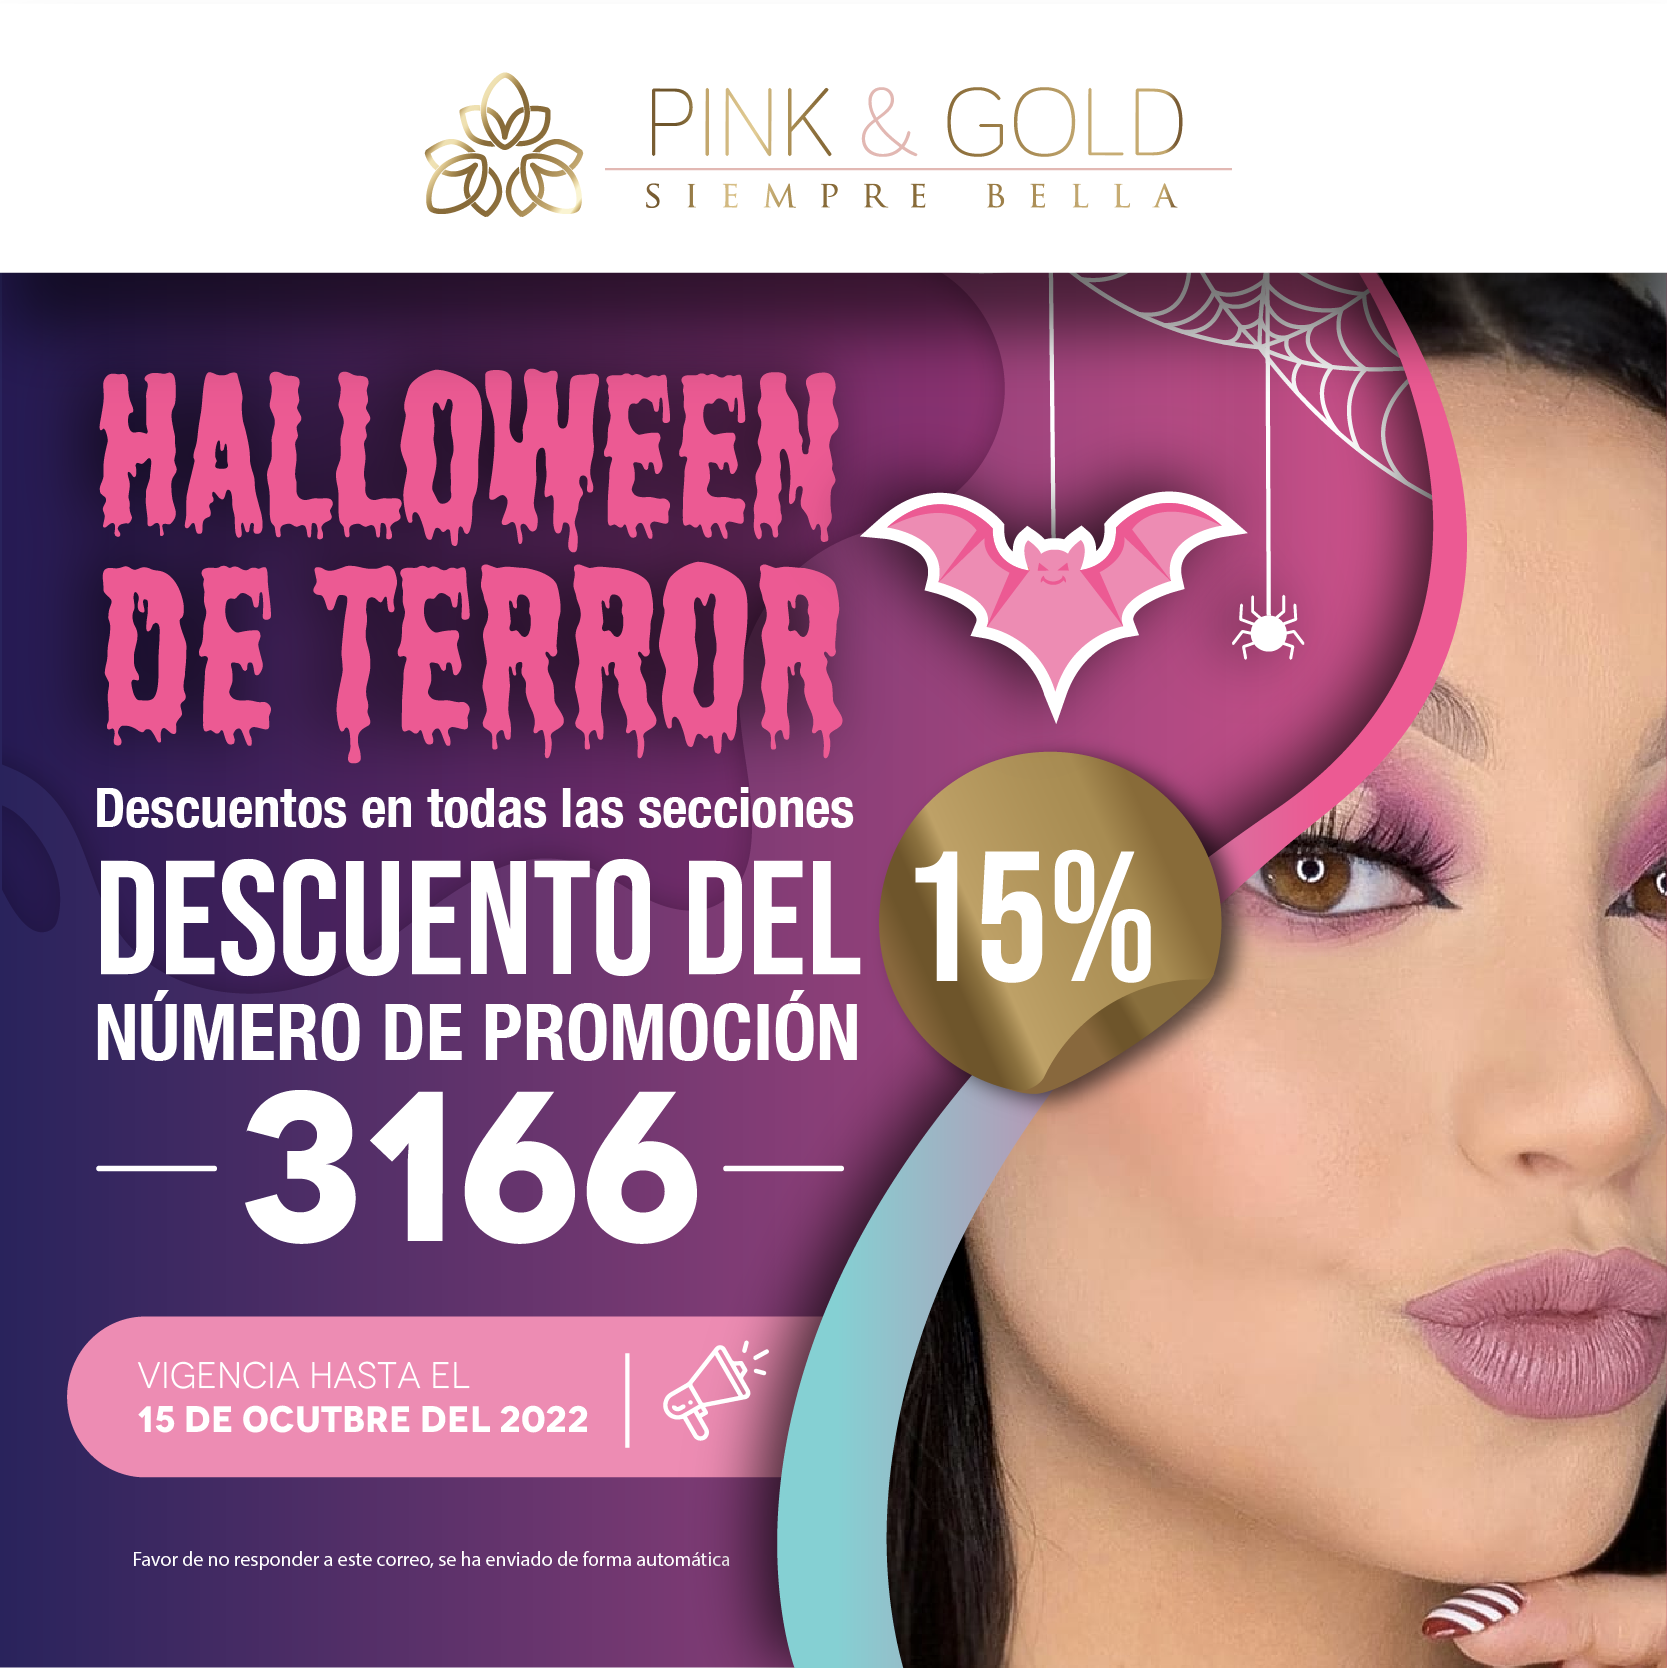 PINK & GOLD
SIEMPRE BELLA
HALLOWEEN
DE TERROR
Descuentos en todas las secciones
DESCUENTO DEL 15%
NÚMERO DE PROMOCIÓN
3166
VIGENCIA HASTA EL
15 DE OCUTBRE DEL 2022
Favor de no responder a este correo, se ha enviado de forma automática